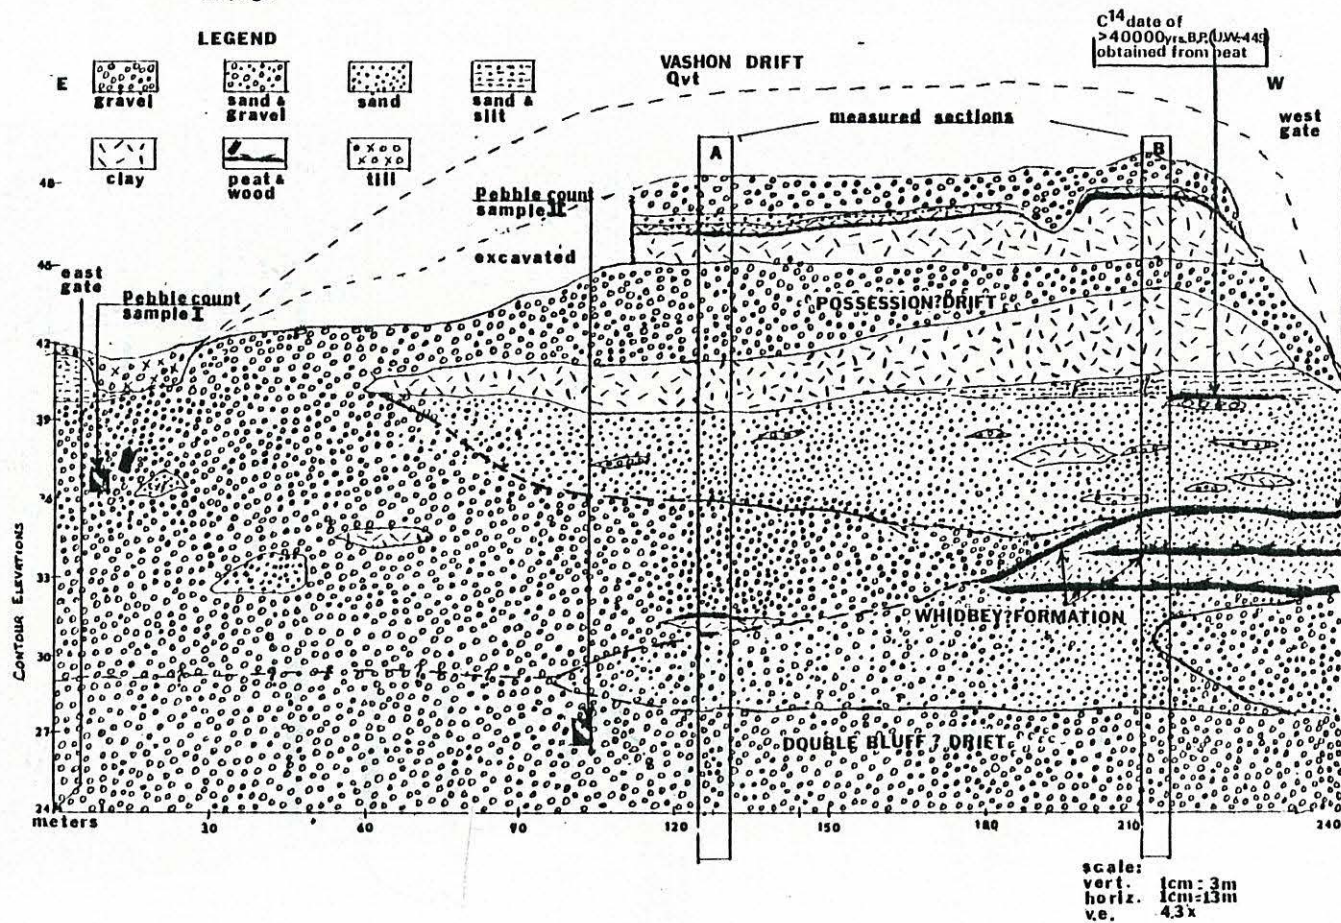 LEGEND
gravel
sand &
gravel
sand
sand &
silt
clay
peat &
wood
till
E
VASHON DRIFT
Qvt
C14 date of
>40000yrs.B.P.(U.W.-449
obtained from peat
W
west
gate
measured sections
A
B
Pebble count
sample II
excavated
east
gate
Pebble count
sample I
POSSESSION?DRIFT
WHIDBEY?FORMATION
DOUBLE BLUFF? DRIFT
CONTOUR ELEVATIONS
48
45
42
39
33
30
27
24
meters
30
60
90
120
150
180
210
240
scale:
vert. 1cm=3m
horiz. 1cm=13m
v.e. 4.3x